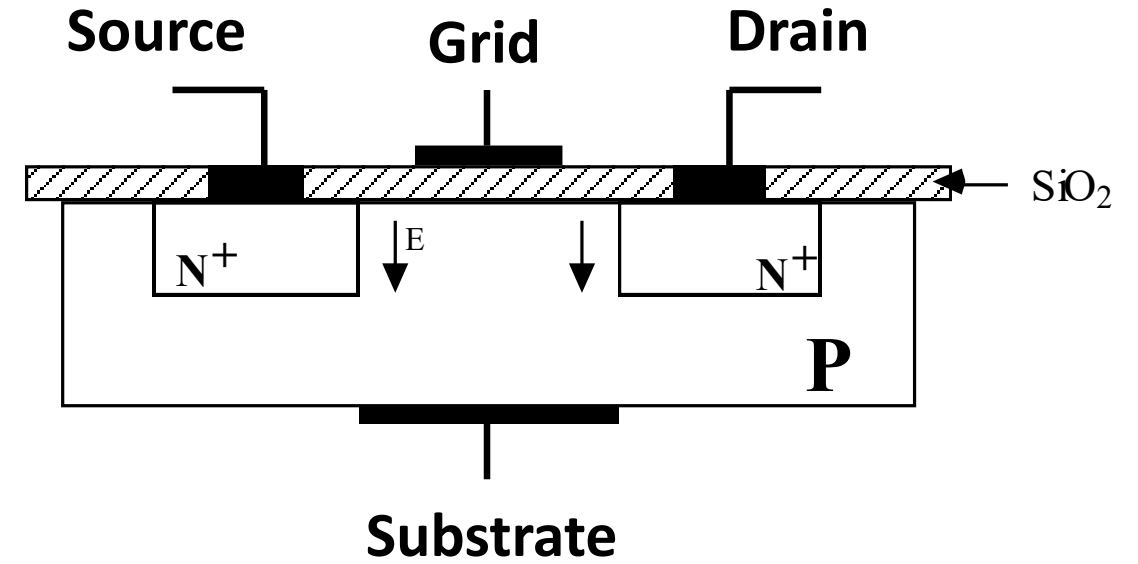 Source
Grid
Drain
SiO₂
E
N⁺
N⁺
P
Substrate